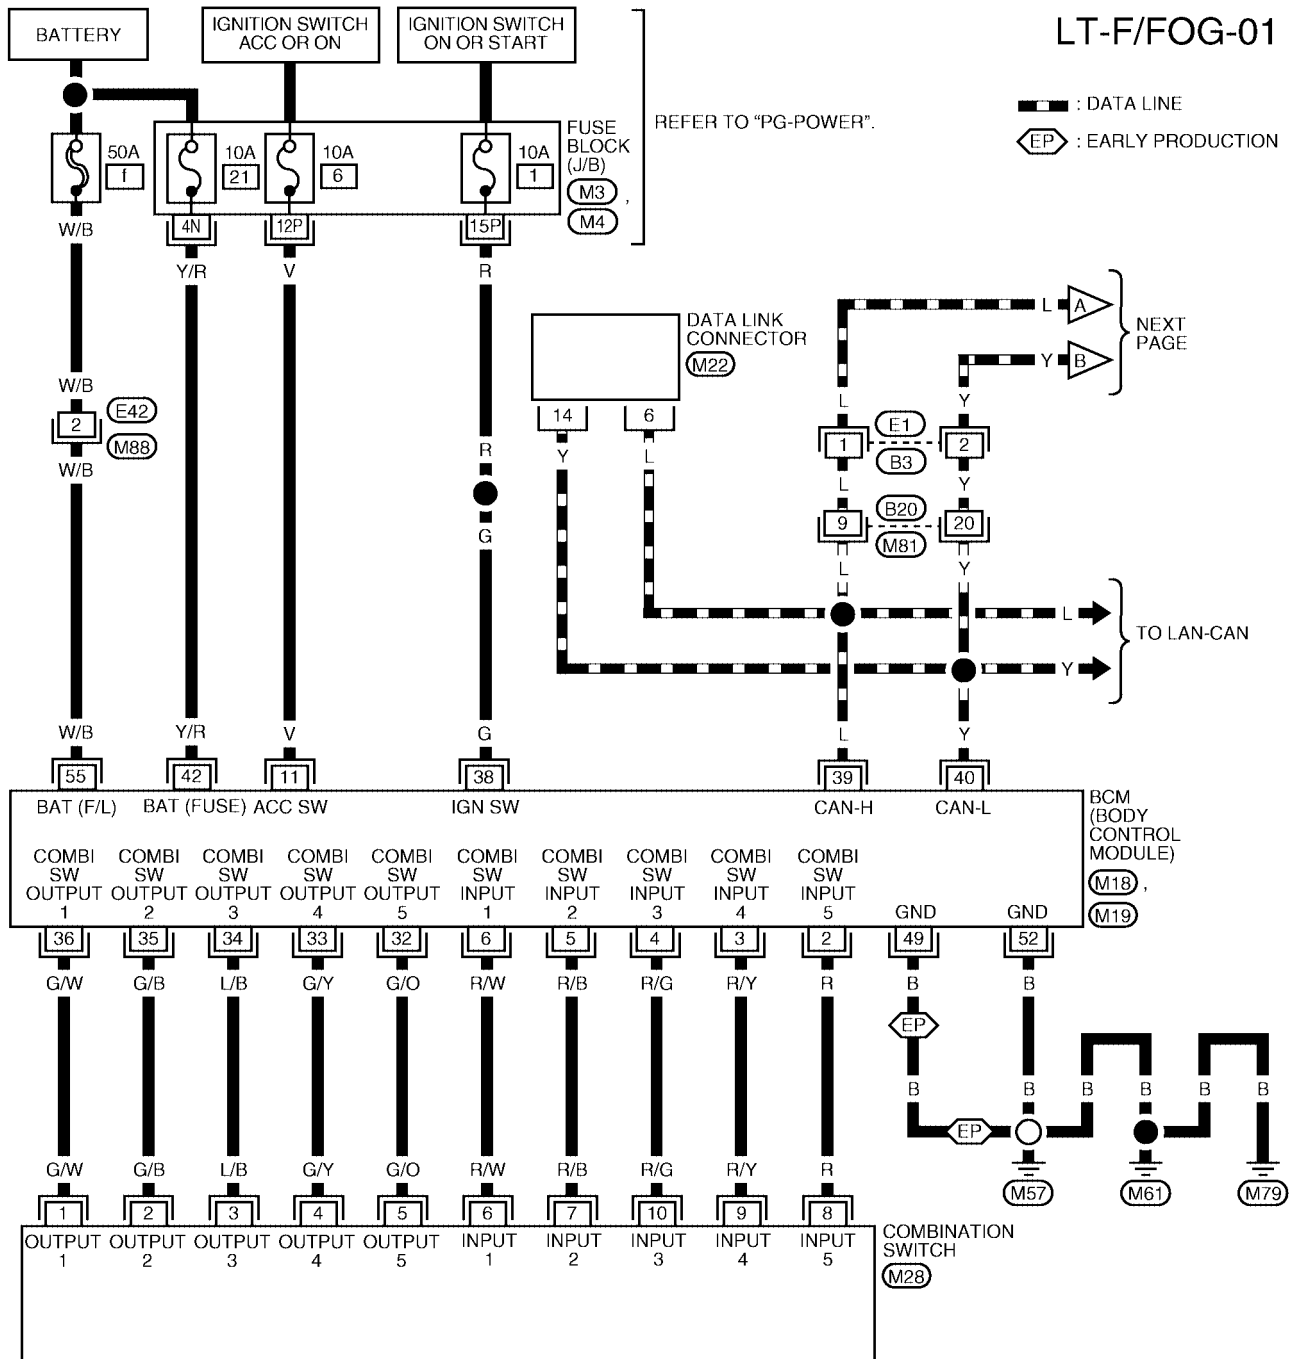 LT-F/FOG-01
BATTERY
IGNITION SWITCH
ACC OR ON
IGNITION SWITCH
ON OR START
: DATA LINE
EP : EARLY PRODUCTION
REFER TO “PG-POWER”.
50A
f
10A
21
10A
6
10A
1
FUSE
BLOCK
(J/B)
M3 ,
M4
4N
12P
15P
W/B
Y/R
V
R
DATA LINK
CONNECTOR
M22
14
6
Y
L
L A
Y B
NEXT
PAGE
W/B
2
E42
M88
W/B
R
G
L
Y
1
E1
B3
2
L
Y
9
B20
M81
20
L
Y
L
Y
TO LAN-CAN
W/B
Y/R
V
G
L
Y
55
42
11
38
39
40
BAT (F/L)
BAT (FUSE)
ACC SW
IGN SW
CAN-H
CAN-L
BCM
(BODY
CONTROL
MODULE)
M18 ,
M19
COMBI
SW
OUTPUT
1
COMBI
SW
OUTPUT
2
COMBI
SW
OUTPUT
3
COMBI
SW
OUTPUT
4
COMBI
SW
OUTPUT
5
COMBI
SW
INPUT
1
COMBI
SW
INPUT
2
COMBI
SW
INPUT
3
COMBI
SW
INPUT
4
COMBI
SW
INPUT
5
GND
GND
36
35
34
33
32
6
5
4
3
2
49
52
G/W
G/B
L/B
G/Y
G/O
R/W
R/B
R/G
R/Y
R
B
B
EP
B
B
B
B
B
B
EP
M57
M61
M79
G/W
G/B
L/B
G/Y
G/O
R/W
R/B
R/G
R/Y
R
1
2
3
4
5
6
7
10
9
8
OUTPUT
1
OUTPUT
2
OUTPUT
3
OUTPUT
4
OUTPUT
5
INPUT
1
INPUT
2
INPUT
3
INPUT
4
INPUT
5
COMBINATION
SWITCH
M28